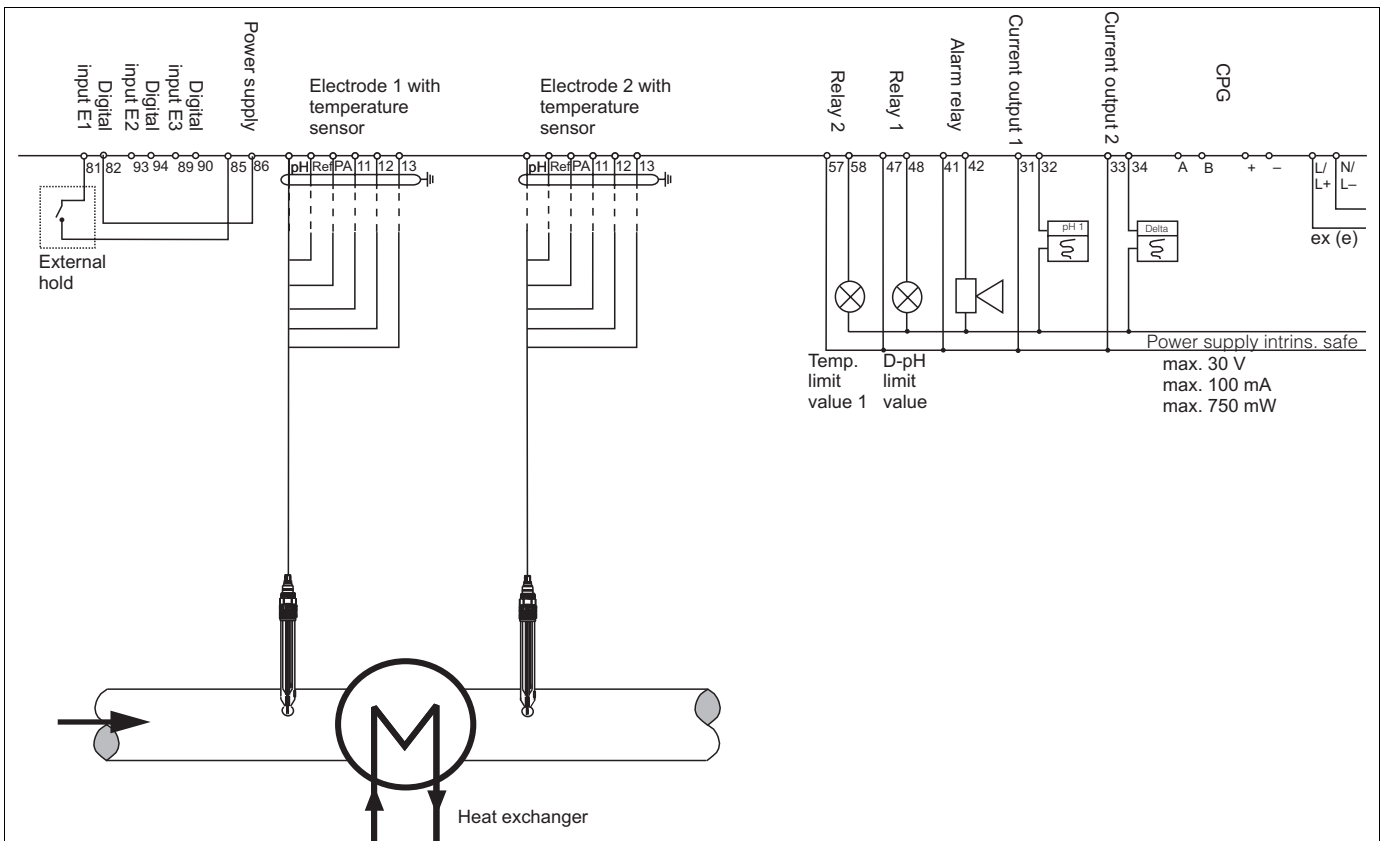 Digital
input E1
Digital
input E2
Digital
input E3
Power supply
Electrode 1 with
temperature
sensor
Electrode 2 with
temperature
sensor
Relay 2
Relay 1
Alarm relay
Current output 1
Current output 2
CPG
81 82 93 94 89 90 85 86 pH Ref PA 11 12 13 pH Ref PA 11 12 13 57 58 47 48 41 42 31 32 33 34 A B + – L/ N/
L+ L–
ex (e)
pH 1
Delta
External
hold
Power supply intrins. safe
max. 30 V
max. 100 mA
max. 750 mW
Temp.
limit
value 1
D-pH
limit
value
Heat exchanger